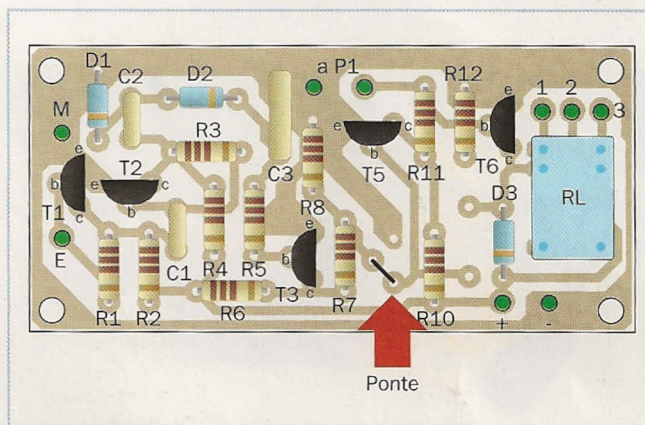 D1
C2
D2
a P1
R12
1 2 3
M
R3
e
e
e
b c
b
c
T2
T5
T6
R11
C3
R8
b
e c
b
c
T1
D3
RL
E
C1
R4
R5
e
b
c
T3
R7
R1
R2
R6
R10
+ -
Ponte